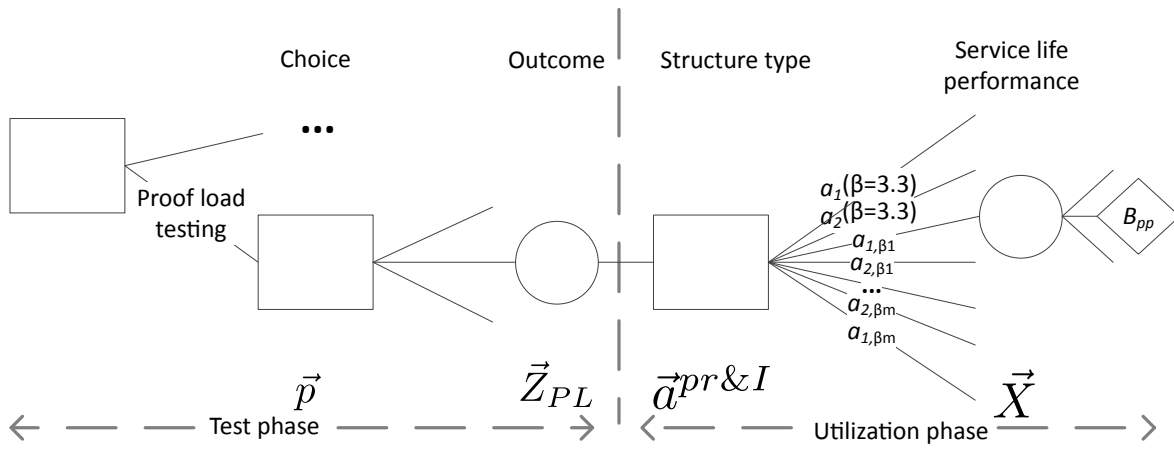 Choice
Outcome
Structure type
Service life
performance
...
Proof load
testing
a1(β=3.3)
a2(β=3.3)
a1,β1
a2,β1
...
a2,βm
a1,βm
Bpp
p⃗
Z⃗PL
a⃗pr&I
X⃗
Test phase
Utilization phase